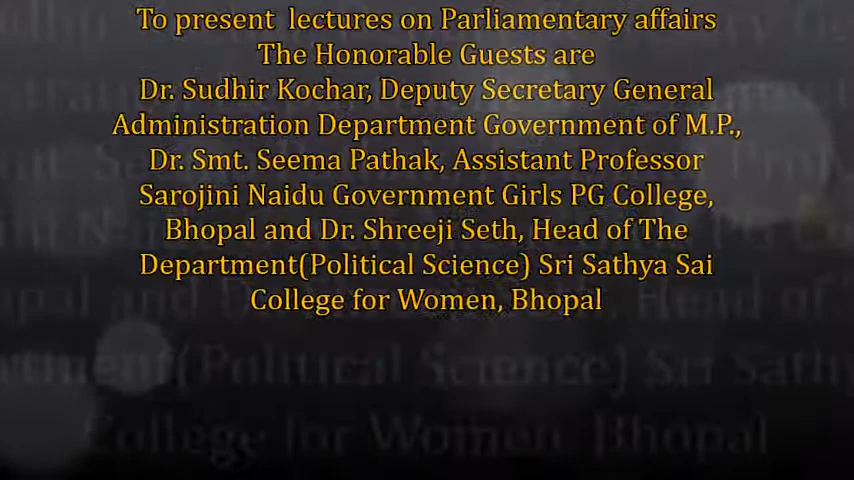 To present lectures on Parliamentary affairs
The Honorable Guests are
Dr. Sudhir Kochar, Deputy Secretary General
Administration Department Government of M.P.,
Dr. Smt. Seema Pathak, Assistant Professor
Sarojini Naidu Government Girls PG College,
Bhopal and Dr. Shreeji Seth, Head of The
Department(Political Science) Sri Sathya Sai
College for Women, Bhopal